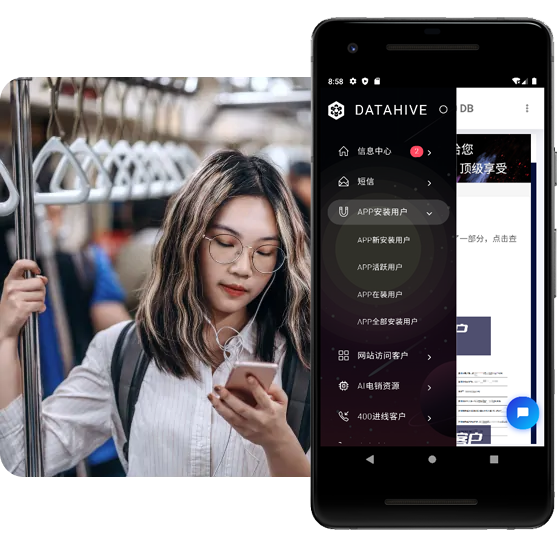 8:58
DATAHIVE
DB
信息中心
2
给您
顶级享受
短信
APP安装用户
APP新安装用户
一部分，点击查
APP活跃用户
APP在装用户
APP全部安装用户
户
网站访问客户
AI电销资源
400进线客户
客户